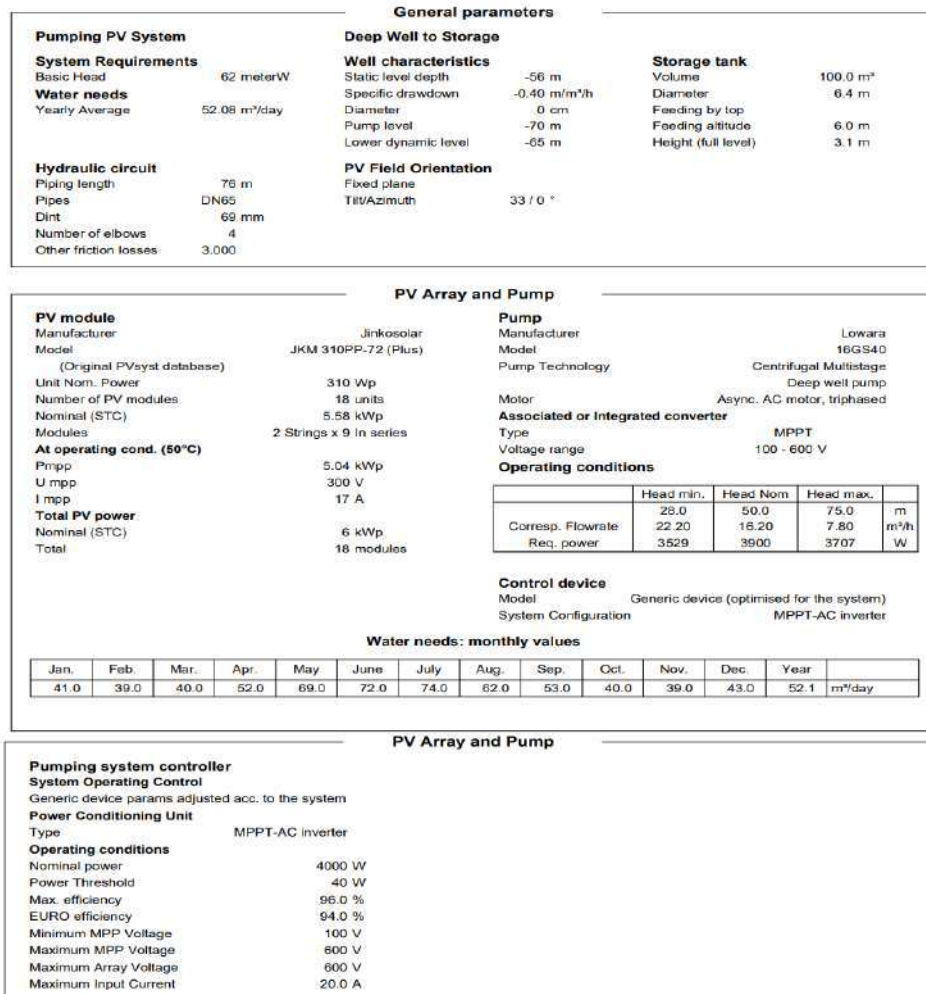 General parameters
Pumping PV System
Deep Well to Storage
System Requirements
Basic Head 62 meterW
Water needs
Yearly Average 52.08 m³/day
Well characteristics
Static level depth -56 m
Specific drawdown -0.40 m/m³/h
Diameter 0 cm
Pump level -70 m
Lower dynamic level -65 m
Storage tank
Volume 100.0 m³
Diameter 6.4 m
Feeding by top
Feeding altitude 6.0 m
Height (full level) 3.1 m
Hydraulic circuit
Piping length 76 m
Pipes DN65
Dint 69 mm
Number of elbows 4
Other friction losses 3.000
PV Field Orientation
Fixed plane
Tilt/Azimuth 33 / 0 °
PV Array and Pump
PV module
Manufacturer Jinkosolar
Model JKM 310PP-72 (Plus)
(Original PVsyst database)
Unit Nom. Power 310 Wp
Number of PV modules 18 units
Nominal (STC) 5.58 kWp
Modules 2 Strings x 9 In series
At operating cond. (50°C)
Pmpp 5.04 kWp
U mpp 300 V
I mpp 17 A
Total PV power
Nominal (STC) 6 kWp
Total 18 modules
Pump
Manufacturer Lowara
Model 16GS40
Pump Technology Centrifugal Multistage
Deep well pump
Motor Async. AC motor, triphased
Associated or Integrated converter
Type MPPT
Voltage range 100 - 600 V
Operating conditions
Head min. Head Nom Head max.
28.0 50.0 75.0 m
Corresp. Flowrate 22.20 16.20 7.80 m³/h
Req. power 3529 3900 3707 W
Control device
Model Generic device (optimised for the system)
System Configuration MPPT-AC inverter
Water needs: monthly values
Jan. Feb. Mar. Apr. May June July Aug. Sep. Oct. Nov. Dec. Year
41.0 39.0 40.0 52.0 69.0 72.0 74.0 62.0 53.0 40.0 39.0 43.0 52.1 m³/day
PV Array and Pump
Pumping system controller
System Operating Control
Generic device params adjusted acc. to the system
Power Conditioning Unit
Type MPPT-AC inverter
Operating conditions
Nominal power 4000 W
Power Threshold 40 W
Max. efficiency 96.0 %
EURO efficiency 94.0 %
Minimum MPP Voltage 100 V
Maximum MPP Voltage 600 V
Maximum Array Voltage 600 V
Maximum Input Current 20.0 A